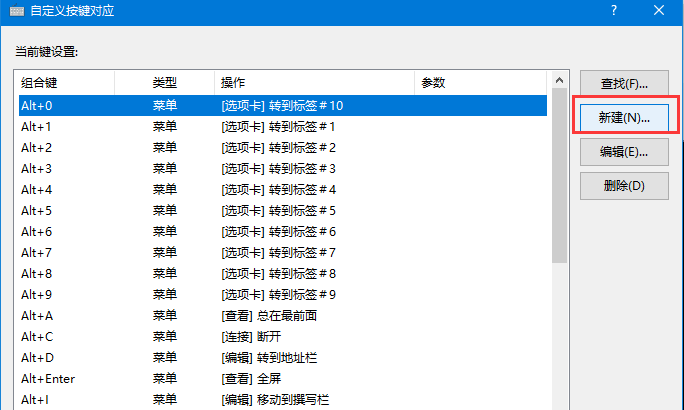 自定义按键对应
?
当前键设置:
组合键 类型 操作 参数
Alt+0 菜单 [选项卡] 转到标签#10
Alt+1 菜单 [选项卡] 转到标签#1
Alt+2 菜单 [选项卡] 转到标签#2
Alt+3 菜单 [选项卡] 转到标签#3
Alt+4 菜单 [选项卡] 转到标签#4
Alt+5 菜单 [选项卡] 转到标签#5
Alt+6 菜单 [选项卡] 转到标签#6
Alt+7 菜单 [选项卡] 转到标签#7
Alt+8 菜单 [选项卡] 转到标签#8
Alt+9 菜单 [选项卡] 转到标签#9
Alt+A 菜单 [查看] 总在最前面
Alt+C 菜单 [连接] 断开
Alt+D 菜单 [编辑] 转到地址栏
Alt+Enter 菜单 [查看] 全屏
Alt+I 菜单 [编辑] 移动到撰写栏
查找(F)...
新建(N)...
编辑(E)...
删除(D)